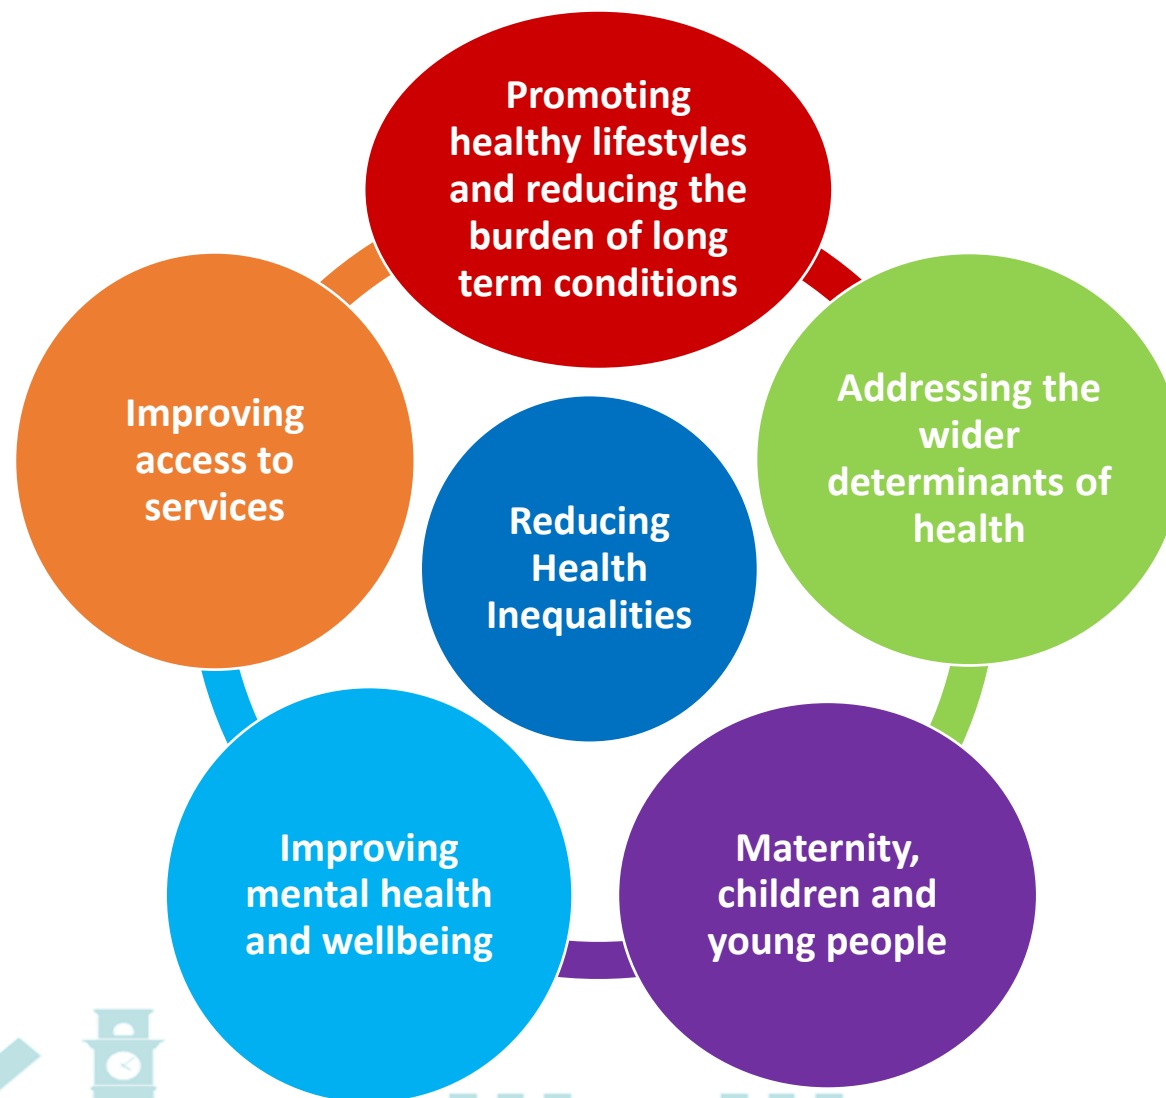 Promoting
healthy lifestyles
and reducing the
burden of long
term conditions
Addressing the
wider
determinants of
health
Improving
access to
services
Reducing
Health
Inequalities
Maternity,
children and
young people
Improving
mental health
and wellbeing